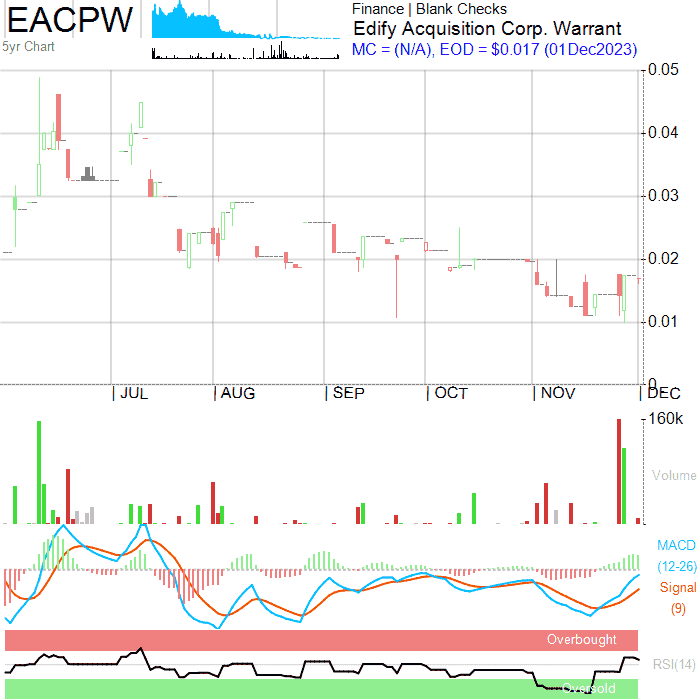 EACPW
5yr Chart
Finance | Blank Checks
Edify Acquisition Corp. Warrant
MC = (N/A), EOD = $0.017 (01Dec2023)
0.05
0.04
0.03
0.02
0.01
0
| JUL | AUG | SEP | OCT | NOV | DEC
160k
Volume
MACD
(12-26)
Signal
(9)
Overbought
RSI(14)
Oversold